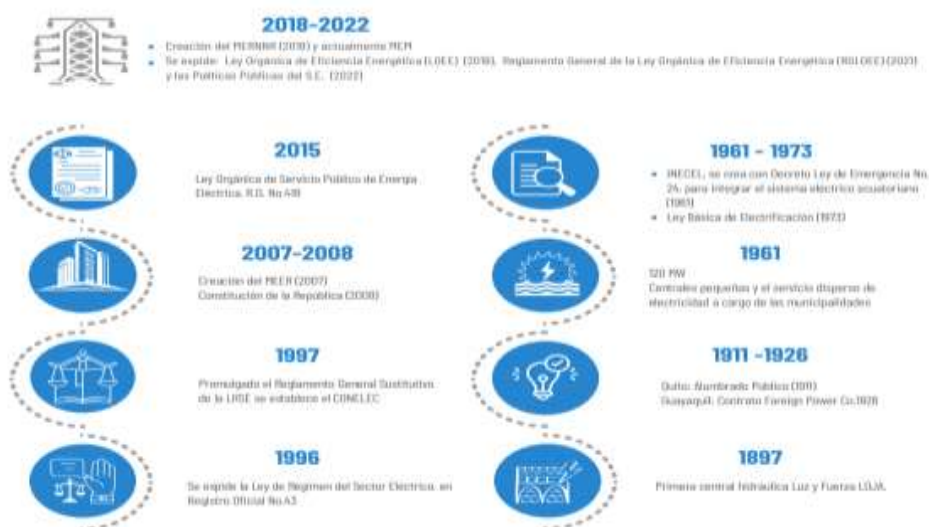 2018-2022
Creación del MERNNR (2018) y actualmente MEM
Se expide: Ley Orgánica de Eficiencia Energética (LOEE) (2019), Reglamento General de la Ley Orgánica de Eficiencia Energética (RGLOEE) (2021)
y las Políticas Públicas del S.E. (2022)
2015
Ley Orgánica de Servicio Público de Energía
Eléctrica. R.O. No 418
2007-2008
Creación del MEER (2007)
Constitución de la República (2008)
1997
Promulgado el Reglamento General Sustitutivo
de la LRSE se establece el CONELEC
1996
Se expide la Ley de Régimen del Sector Eléctrico, en
Registro Oficial No.43
1961 - 1973
INECEL, se crea con Decreto Ley de Emergencia No.
24, para integrar el sistema eléctrico ecuatoriano
(1961)
Ley Básica de Electrificación (1973)
1961
120 MW
Centrales pequeñas y el servicio disperso de
electricidad a cargo de las municipalidades
1911 -1926
Quito: Alumbrado Público (1911)
Guayaquil: Contrato Foreign Power Co.1926
1897
Primera central hidráulica Luz y Fuerza LOJA.